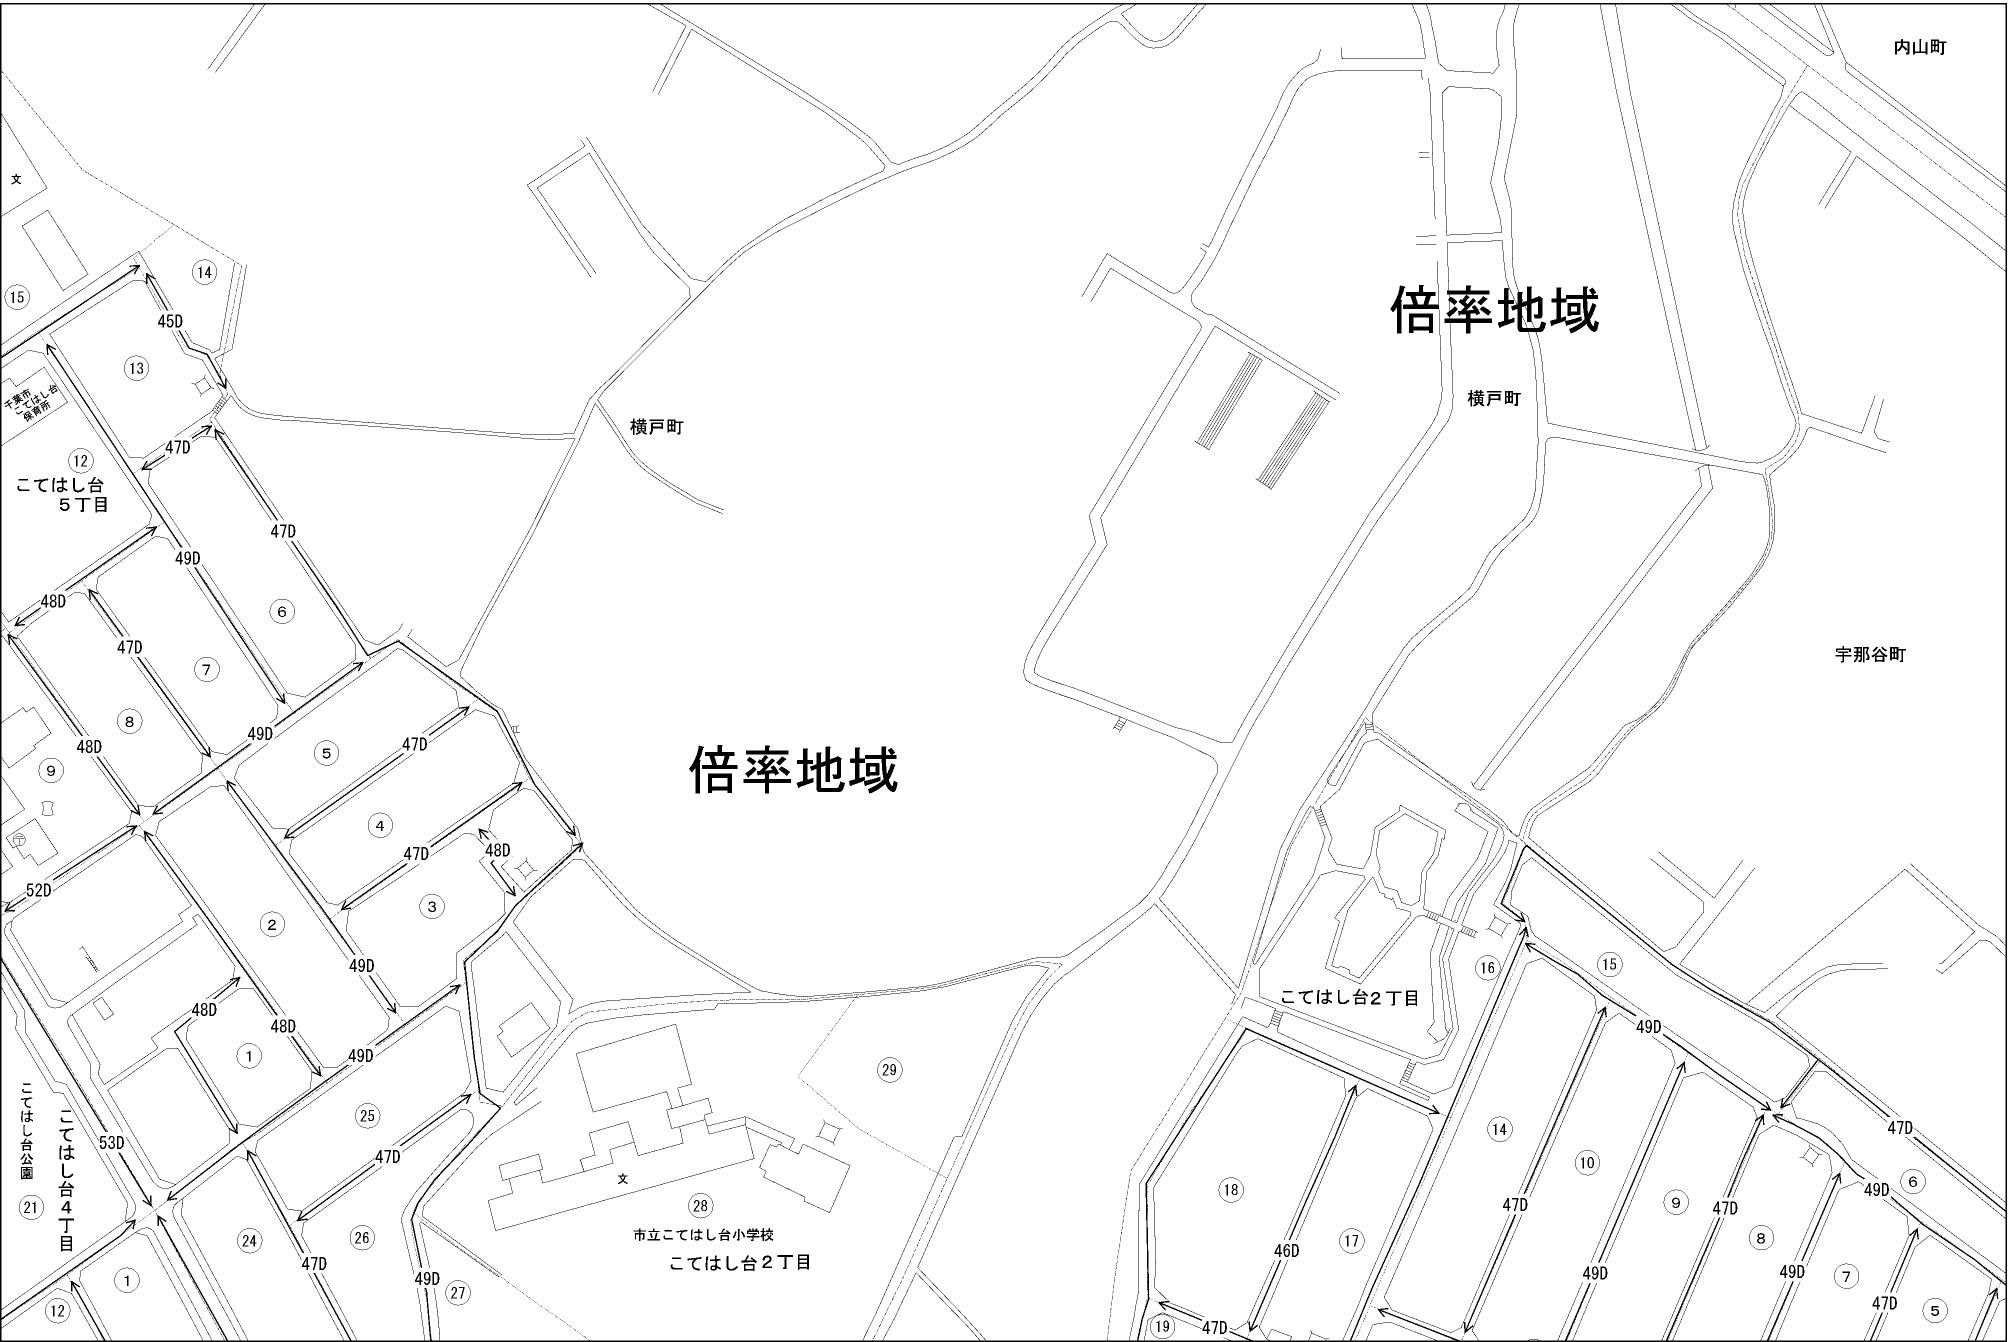 内山町
文
⑭
⑮
45D
倍率地域
⑬
千葉市
こてはし台
保育所
横戸町
横戸町
47D
⑫
こてはし台
５丁目
47D
49D
48D
⑥
47D
⑦
宇那谷町
⑧
49D
48D
⑤
47D
倍率地域
⑨
④
47D
48D
52D
③
②
49D
⑯
⑮
こてはし台２丁目
48D
48D
49D
①
49D
㉙
25
47D
53D
こてはし台公園
こてはし台４丁目
⑭
47D
⑩
文
⑱
⑥
49D
㉑
28
市立こてはし台小学校
こてはし台２丁目
24
26
47D
⑰
46D
47D
⑨
47D
⑧
49D
49D
⑦
47D
⑤
①
⑫
49D
27
⑲
47D